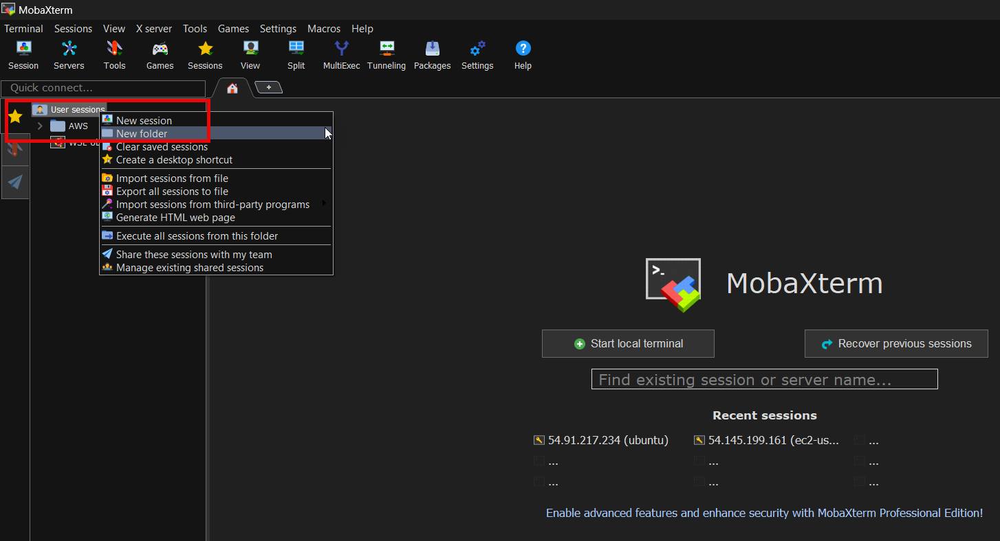 MobaXterm
Terminal Sessions View X server Tools Games Settings Macros Help
Session Servers Tools Games Sessions View Split MultiExec Tunneling Packages Settings Help
Quick connect...
User sessions
AWS
New session
New folder
Clear saved sessions
Create a desktop shortcut
Import sessions from file
Export all sessions to file
Import sessions from third-party programs
Generate HTML web page
Execute all sessions from this folder
Share these sessions with my team
Manage existing shared sessions
>_
MobaXterm
Start local terminal Recover previous sessions
Find existing session or server name...
Recent sessions
54.91.217.234 (ubuntu) 54.145.199.161 (ec2-us... ...
... ... ...
... ... ...
Enable advanced features and enhance security with MobaXterm Professional Edition!